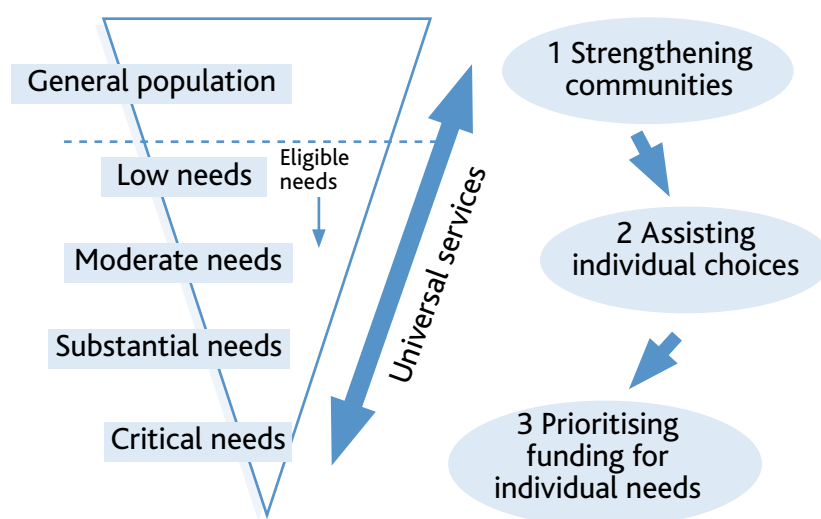 General population
Low needs
Eligible
needs
Moderate needs
Substantial needs
Critical needs
Universal services
1 Strengthening
communities
2 Assisting
individual choices
3 Prioritising
funding for
individual needs